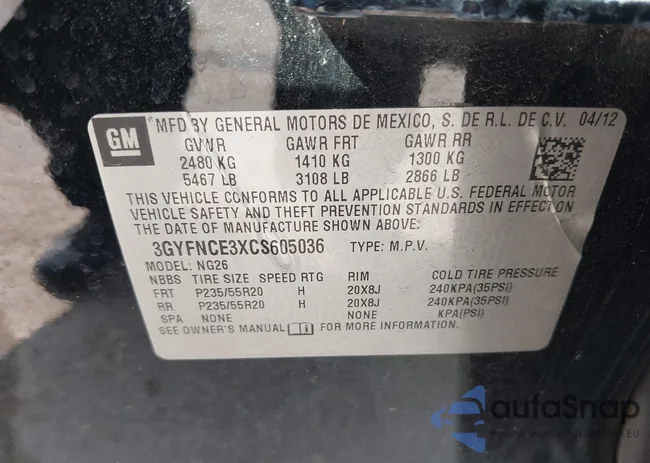 GM
MFD BY GENERAL MOTORS DE MEXICO, S. DE R.L. DE C.V. 04/12
GVWR GAWR FRT GAWR RR
2480 KG 1410 KG 1300 KG
5467 LB 3108 LB 2866 LB
THIS VEHICLE CONFORMS TO ALL APPLICABLE U.S. FEDERAL MOTOR
VEHICLE SAFETY AND THEFT PREVENTION STANDARDS IN EFFECT ON
THE DATE OF MANUFACTURE SHOWN ABOVE.
3GYFNCE3XCS605036 TYPE: M.P.V.
MODEL: NG26
NBBS TIRE SIZE SPEED RTG RIM COLD TIRE PRESSURE
FRT P235/55R20 H 20X8J 240KPA(35PSI)
RR P235/55R20 H 20X8J 240KPA(35PSI)
SPA NONE NONE KPA(PSI)
SEE OWNER'S MANUAL FOR MORE INFORMATION.
autoSnap